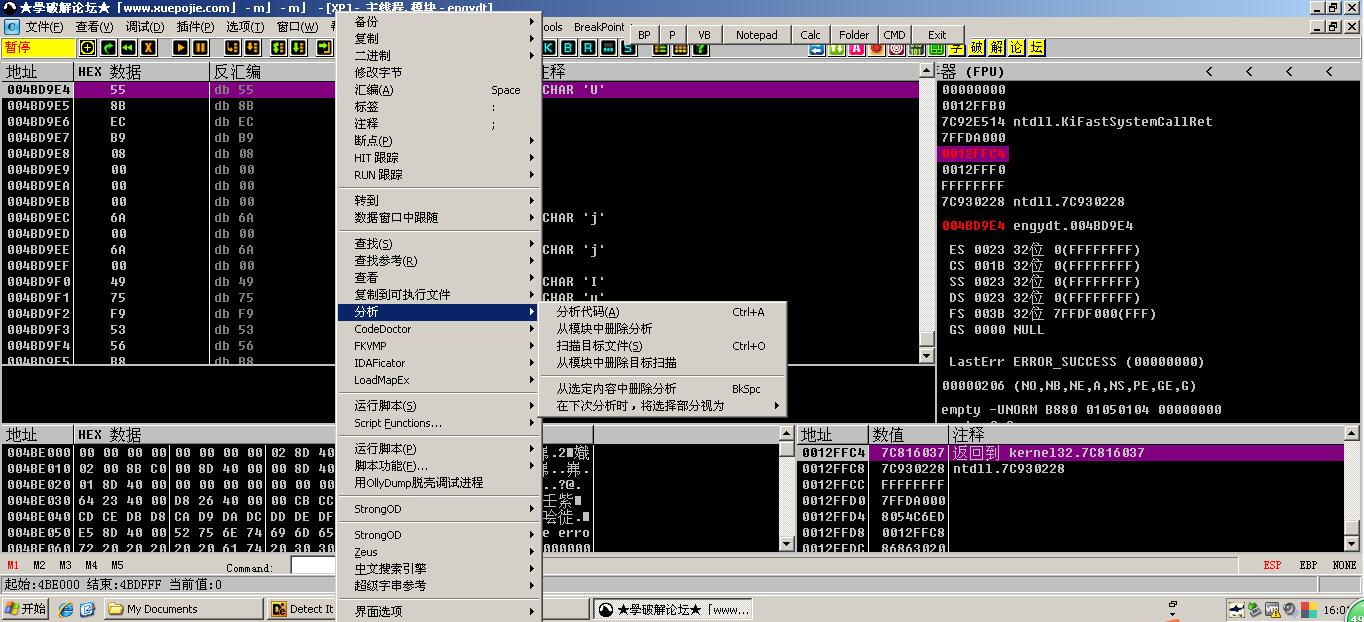 ★學破解论坛★「www.xuepojie.com」 - m」 - m」 - [XP] - 主线程,模块 - engydt]
文件(F) 查看(V) 调试(D) 插件(P) 选项(T) 窗口(W)
ools BreakPoint BP P VB Notepad Calc Folder CMD Exit
暂停
K B R ... S
字 破 解 论 坛
地址 HEX 数据 反汇编 注释
004BD9E4 55 db 55 CHAR 'U'
004BD9E5 8B db 8B
004BD9E6 EC db EC
004BD9E7 B9 db B9
004BD9E8 08 db 08
004BD9E9 00 db 00
004BD9EA 00 db 00
004BD9EB 00 db 00
004BD9EC 6A db 6A CHAR 'j'
004BD9ED 00 db 00
004BD9EE 6A db 6A CHAR 'j'
004BD9EF 00 db 00
004BD9F0 49 db 49 CHAR 'I'
004BD9F1 75 db 75 CHAR 'u'
004BD9F2 F9 db F9
004BD9F3 53 db 53
004BD9F4 56 db 56
004BD9F5 B8 db B8
备份
复制
二进制
修改字节
汇编(A) Space
标签 :
注释 ;
断点(P)
HIT 跟踪
RUN 跟踪
转到
数据窗口中跟随
查找(S)
查找参考(R)
查看
复制到可执行文件
分析
CodeDoctor
FKVMP
IDAFicator
LoadMapEx
运行脚本(S)
Script Functions...
运行脚本(P)
脚本功能(F)...
用OllyDump脱壳调试进程
StrongOD
StrongOD
Zeus
中文搜索引擎
超级字串参考
界面选项
分析代码(A) Ctrl+A
从模块中删除分析
扫描目标文件(S) Ctrl+O
从模块中删除目标扫描
从选定内容中删除分析 BkSpc
在下次分析时，将选择部分视为
器 (FPU) < < < <
00000000
0012FFB0
7C92E514 ntdll.KiFastSystemCallRet
7FFDA000
0012FFC4
0012FFF0
FFFFFFFF
7C930228 ntdll.7C930228
004BD9E4 engydt.004BD9E4
ES 0023 32位 0(FFFFFFFF)
CS 001B 32位 0(FFFFFFFF)
SS 0023 32位 0(FFFFFFFF)
DS 0023 32位 0(FFFFFFFF)
FS 003B 32位 7FFDF000(FFF)
GS 0000 NULL
LastErr ERROR_SUCCESS (00000000)
00000206 (NO,NB,NE,A,NS,PE,GE,G)
empty -UNORM B880 01050104 00000000
地址 HEX 数据
004BE000 00 00 00 00 00 00 00 00 02 8D 40
004BE010 02 00 8B C0 00 8D 40 00 00 8D 40
004BE020 01 8D 40 00 00 00 00 00 00 00 00
004BE030 64 23 40 00 D8 26 40 00 00 CB CC
004BE040 CD CE DB D8 CA D9 DA DC DD DE DF
004BE050 E5 8D 40 00 52 75 6E 74 69 6D 65
004BE060 72 20 20 20 20 20 61 74 20 30 30
e erro
0000000
地址 数值 注释
0012FFC4 7C816037 返回到 kernel32.7C816037
0012FFC8 7C930228 ntdll.7C930228
0012FFCC FFFFFFFF
0012FFD0 7FFDA000
0012FFD4 8054C6ED
0012FFD8 0012FFC8
0012FFDC 86863020
M1 M2 M3 M4 M5 Command: ESP EBP NONE
起始:4BE000 结束:4BDFFF 当前值:0
开始 My Documents Detect It ★學破解论坛★「www... 16:0